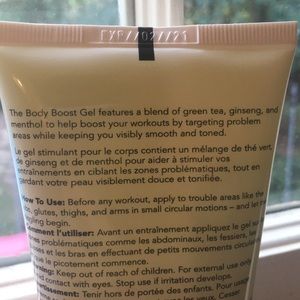 EXP//02//21
The Body Boost Gel features a blend of green tea, ginseng, and
menthol to help boost your workouts by targeting problem
areas while keeping you visibly smooth and toned.
Le gel stimulant pour le corps contient un mélange de thé vert,
de ginseng et de menthol pour aider à stimuler vos
entraînements en ciblant les zones problématiques, tout en
gardant votre peau visiblement douce et tonifiée.
How To Use: Before any workout, apply to trouble areas like the
glutes, thighs, and arms in small circular motions – and let the
begin.
l'utiliser: Avant un entraînement appliquez le gel
zones problématiques comme les abdominaux, les fessiers, les
et les bras en effectuant de petits mouvements circulaires
que le picotement commence.
Keep out of reach of children. For external use only.
contact with eyes. Stop use if irritation develops.
Tenir hors de portée des enfants. Pour usage